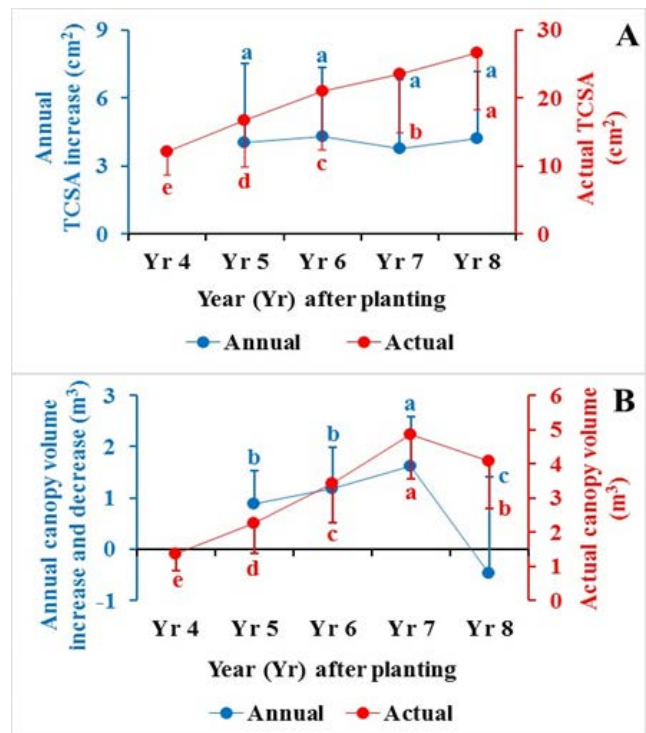 A
Annual
TCSA increase (cm²)
Actual TCSA
(cm²)
9
6
3
0
30
20
10
0
a
a
a
a
e
d
c
b
a
Yr 4 Yr 5 Yr 6 Yr 7 Yr 8
Year (Yr) after planting
Annual Actual
B
Annual canopy volume
increase and decrease (m³)
Actual canopy volume
(m³)
3
2
1
0
-1
6
5
4
3
2
1
0
b
b
a
c
e
d
c
a
b
Yr 4 Yr 5 Yr 6 Yr 7 Yr 8
Year (Yr) after planting
Annual Actual